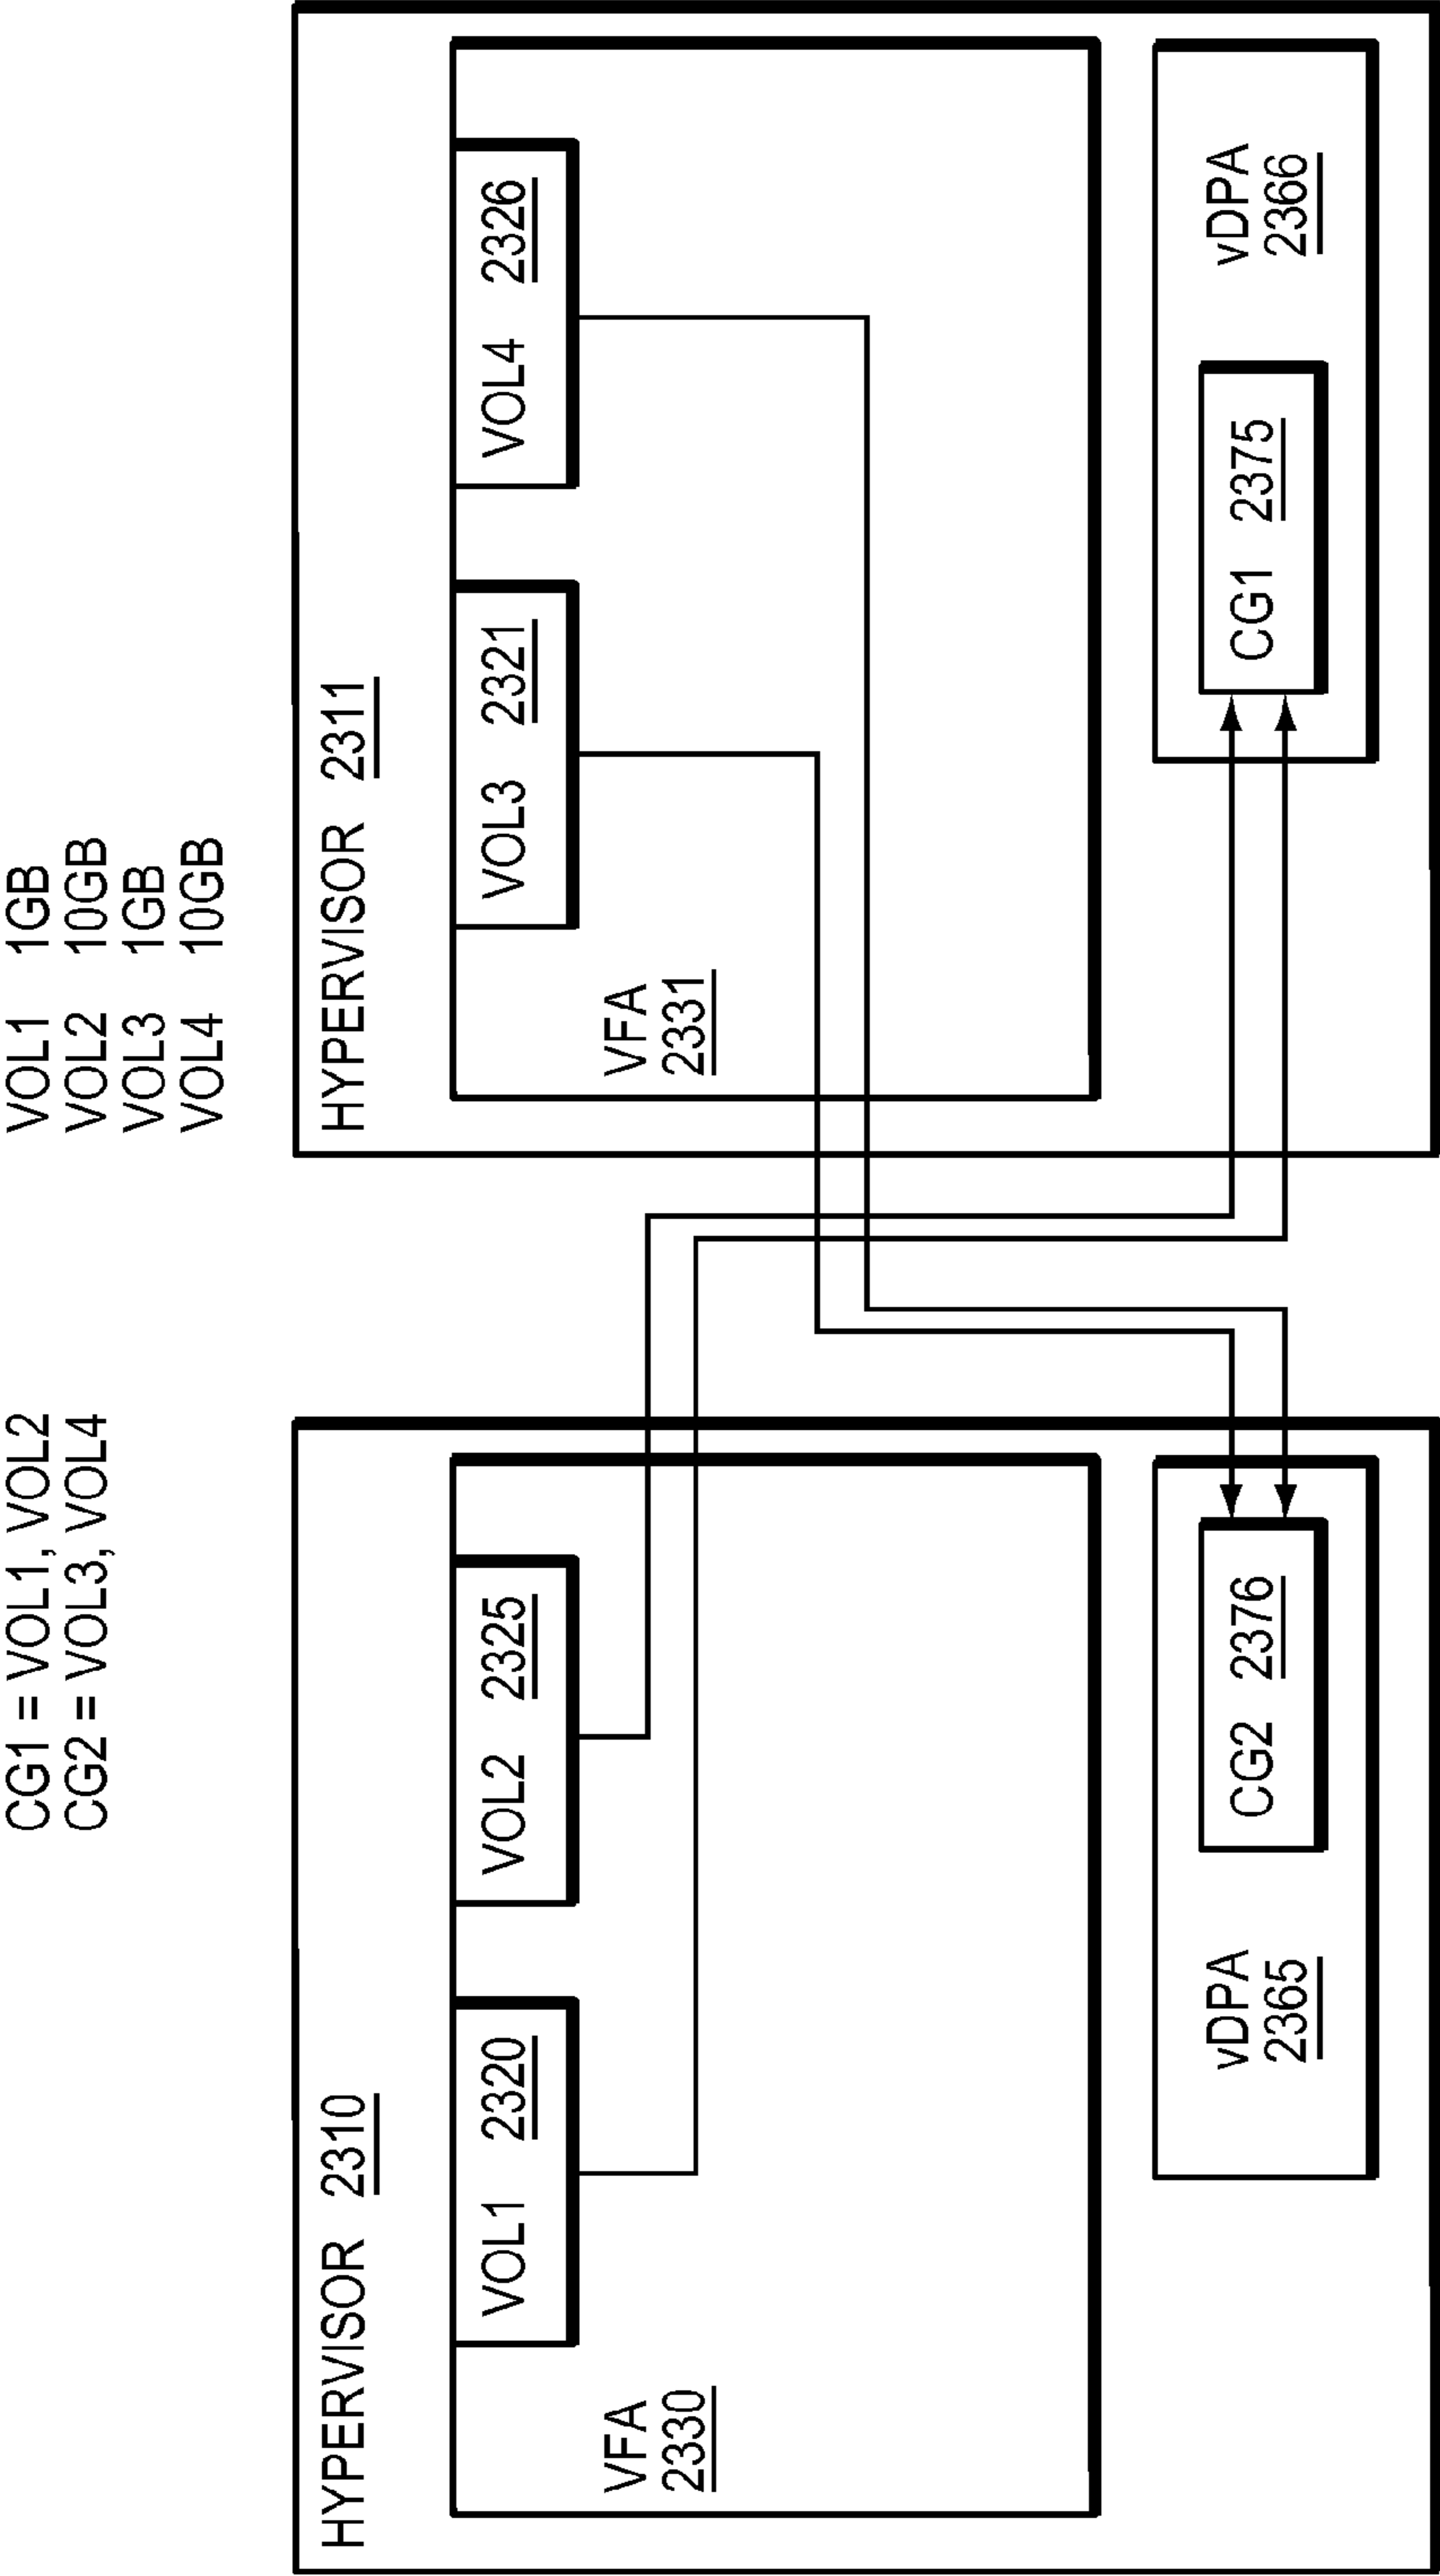 CG1 = VOL1, VOL2
CG2 = VOL3, VOL4
VOL1 1GB
VOL2 10GB
VOL3 1GB
VOL4 10GB
HYPERVISOR 2310
VOL1 2320
VOL2 2325
VFA
2330
vDPA
2365
CG2 2376
HYPERVISOR 2311
VOL3 2321
VOL4 2326
VFA
2331
CG1 2375
vDPA
2366